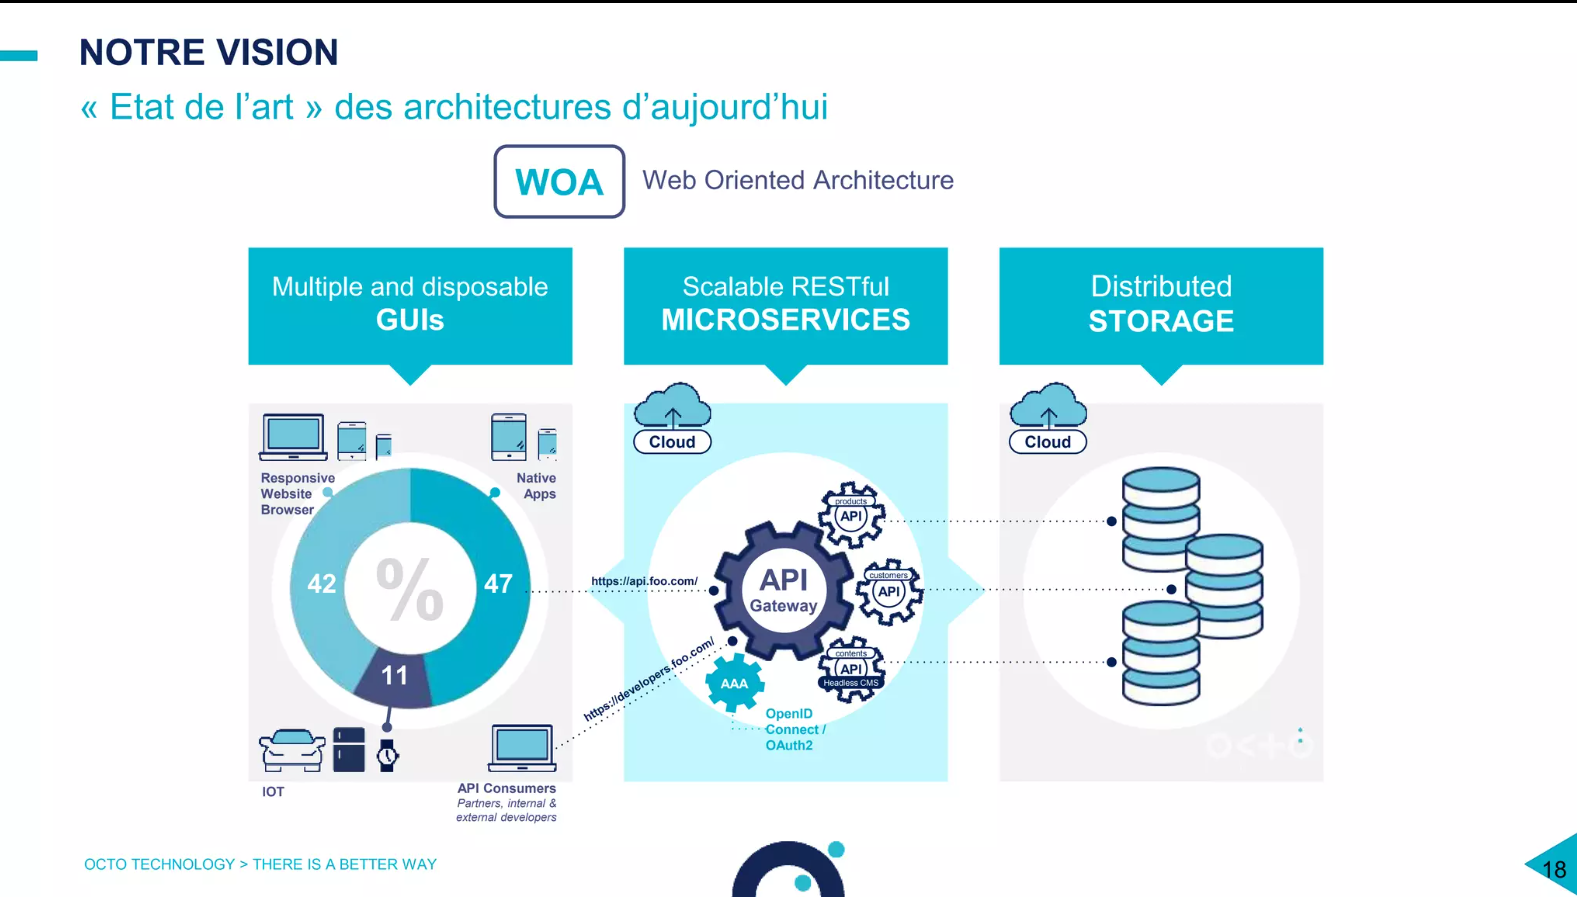 NOTRE VISION
« Etat de l’art » des architectures d’aujourd’hui
WOA
Web Oriented Architecture
Multiple and disposable
GUIs
Scalable RESTful
MICROSERVICES
Distributed
STORAGE
Responsive
Website
Browser
Native
Apps
42
%
47
11
IOT
API Consumers
Partners, internal &
external developers
https://api.foo.com/
https://developers.foo.com/
Cloud
products
API
customers
API
contents
API
Headless CMS
API
Gateway
AAA
OpenID
Connect /
OAuth2
Cloud
octo
OCTO TECHNOLOGY > THERE IS A BETTER WAY
18